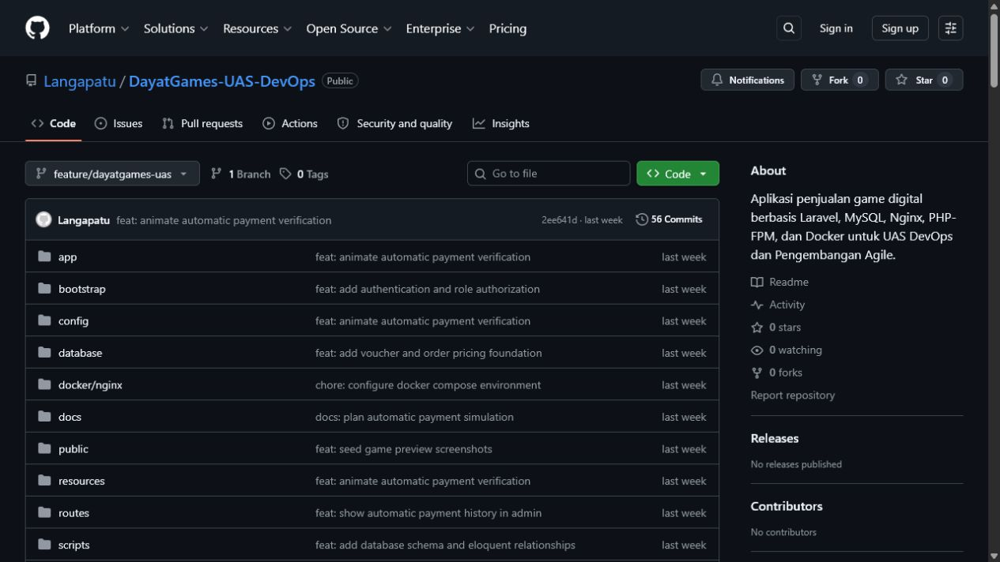 Platform Solutions Resources Open Source Enterprise Pricing Sign in Sign up
Langapatu / DayatGames-UAS-DevOps Public Notifications Fork 0 Star 0
Code Issues Pull requests Actions Security and quality Insights
feature/dayatgames-uas 1 Branch 0 Tags Go to file Code
Langapatu feat: animate automatic payment verification 2ee641d · last week 56 Commits
app feat: animate automatic payment verification last week
bootstrap feat: add authentication and role authorization last week
config feat: animate automatic payment verification last week
database feat: add voucher and order pricing foundation last week
docker/nginx chore: configure docker compose environment last week
docs docs: plan automatic payment simulation last week
public feat: seed game preview screenshots last week
resources feat: animate automatic payment verification last week
routes feat: show automatic payment history in admin last week
scripts feat: add database schema and eloquent relationships last week
About
Aplikasi penjualan game digital
berbasis Laravel, MySQL, Nginx, PHP-
FPM, dan Docker untuk UAS DevOps
dan Pengembangan Agile.
Readme
Activity
0 stars
0 watching
0 forks
Report repository
Releases
No releases published
Contributors
No contributors